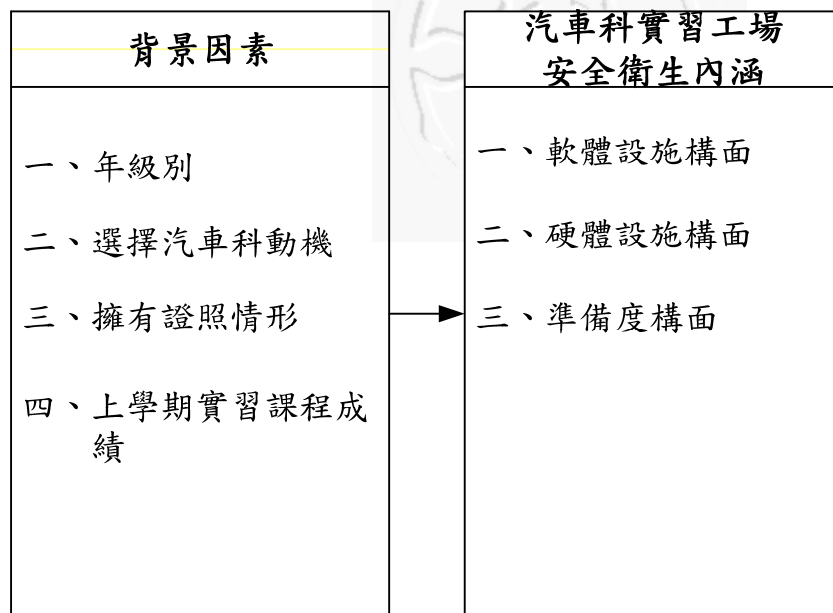 背景因素
一、年級別
二、選擇汽車科動機
三、擁有證照情形
四、上學期實習課程成
績
汽車科實習工場
安全衛生內涵
一、軟體設施構面
二、硬體設施構面
三、準備度構面